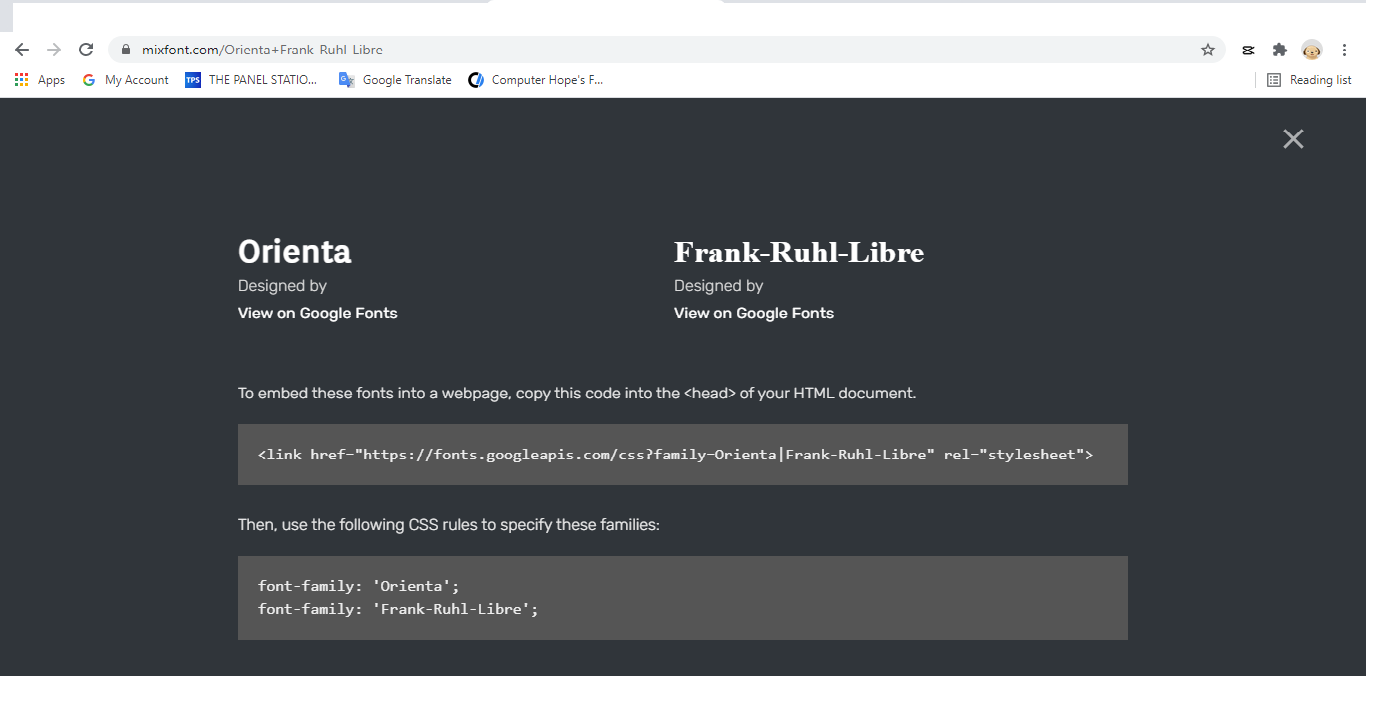 mixfont.com/Orienta+Frank-Ruhl-Libre
Apps My Account TPS THE PANEL STATIO... Google Translate Computer Hope's F... Reading list
Orienta
Designed by
View on Google Fonts
Frank-Ruhl-Libre
Designed by
View on Google Fonts
To embed these fonts into a webpage, copy this code into the <head> of your HTML document.
<link href="https://fonts.googleapis.com/css?family=Orienta|Frank-Ruhl-Libre" rel="stylesheet">
Then, use the following CSS rules to specify these families:
font-family: 'Orienta';
font-family: 'Frank-Ruhl-Libre';